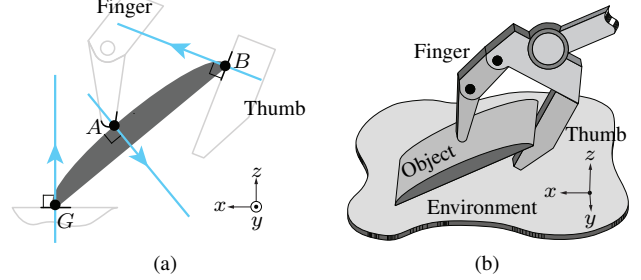 Finger
B
Thumb
A
G
z
x
y
(a)
Finger
Thumb
Object
Environment
z
x
y
(b)